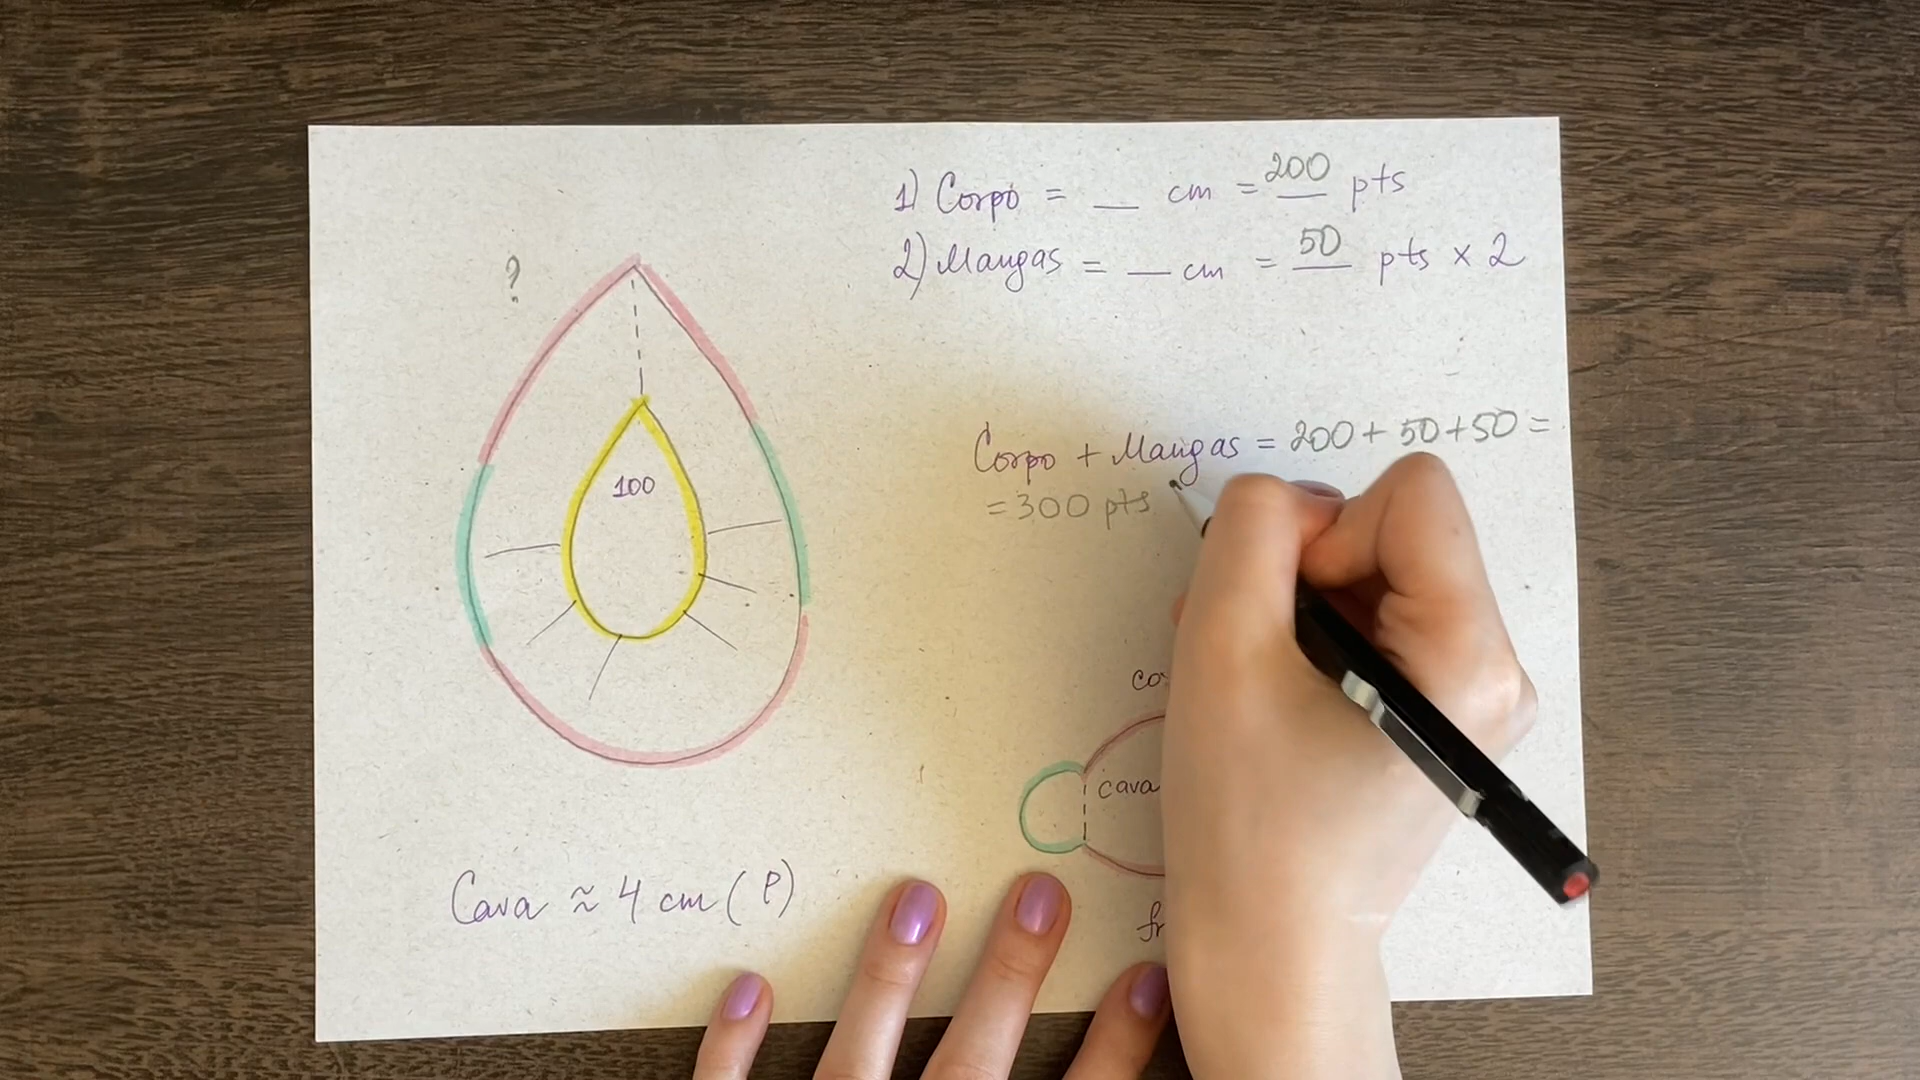 1) Corpo = __ cm = 200 pts
2) Mangas = __ cm = 50 pts x 2
?
100
Corpo + Mangas = 200 + 50 + 50 =
= 300 pts
cava
Cava ≈ 4 cm (P)